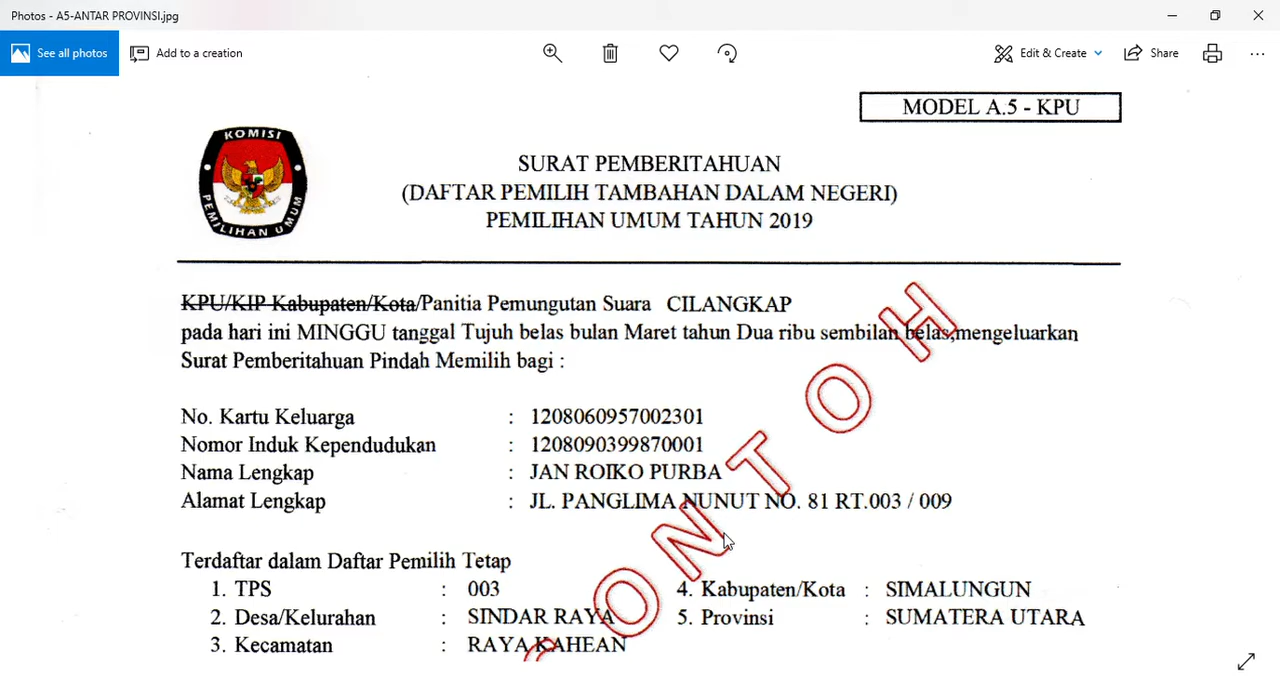 Photos - A5-ANTAR PROVINSI.jpg
See all photos
Add to a creation
Edit & Create
Share
MODEL A.5 - KPU
KOMISI
PEMILIHAN UMUM
SURAT PEMBERITAHUAN
(DAFTAR PEMILIH TAMBAHAN DALAM NEGERI)
PEMILIHAN UMUM TAHUN 2019
KPU/KIP Kabupaten/Kota/Panitia Pemungutan Suara CILANGKAP
pada hari ini MINGGU tanggal Tujuh belas bulan Maret tahun Dua ribu sembilan belas,mengeluarkan
Surat Pemberitahuan Pindah Memilih bagi :
No. Kartu Keluarga : 1208060957002301
Nomor Induk Kependudukan : 1208090399870001
Nama Lengkap : JAN ROIKO PURBA
Alamat Lengkap : JL. PANGLIMA NUNUT NO. 81 RT.003 / 009
Terdaftar dalam Daftar Pemilih Tetap
1. TPS : 003 4. Kabupaten/Kota : SIMALUNGUN
2. Desa/Kelurahan : SINDAR RAYA 5. Provinsi : SUMATERA UTARA
3. Kecamatan : RAYA KAHEAN
CONTOH